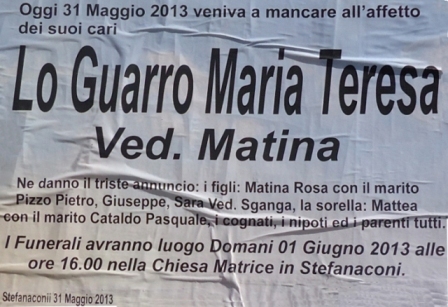 Oggi 31 Maggio 2013 veniva a mancare all'affetto
dei suoi cari
Lo Guarro Maria Teresa
Ved. Matina
Ne danno il triste annuncio: i figli: Matina Rosa con il marito
Pizzo Pietro, Giuseppe, Sara Ved. Sganga, la sorella: Mattea
con il marito Cataldo Pasquale, i cognati, i nipoti ed i parenti tutti.
I Funerali avranno luogo Domani 01 Giugno 2013 alle
ore 16.00 nella Chiesa Matrice in Stefanaconi.
Stefanaconii 31 Maggio 2013